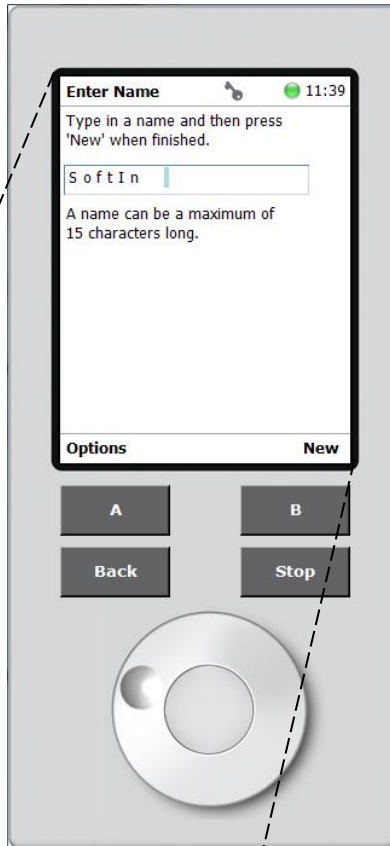 Enter Name 11:39
Type in a name and then press
'New' when finished.
SoftIn
A name can be a maximum of
15 characters long.
Options New
A B
Back Stop